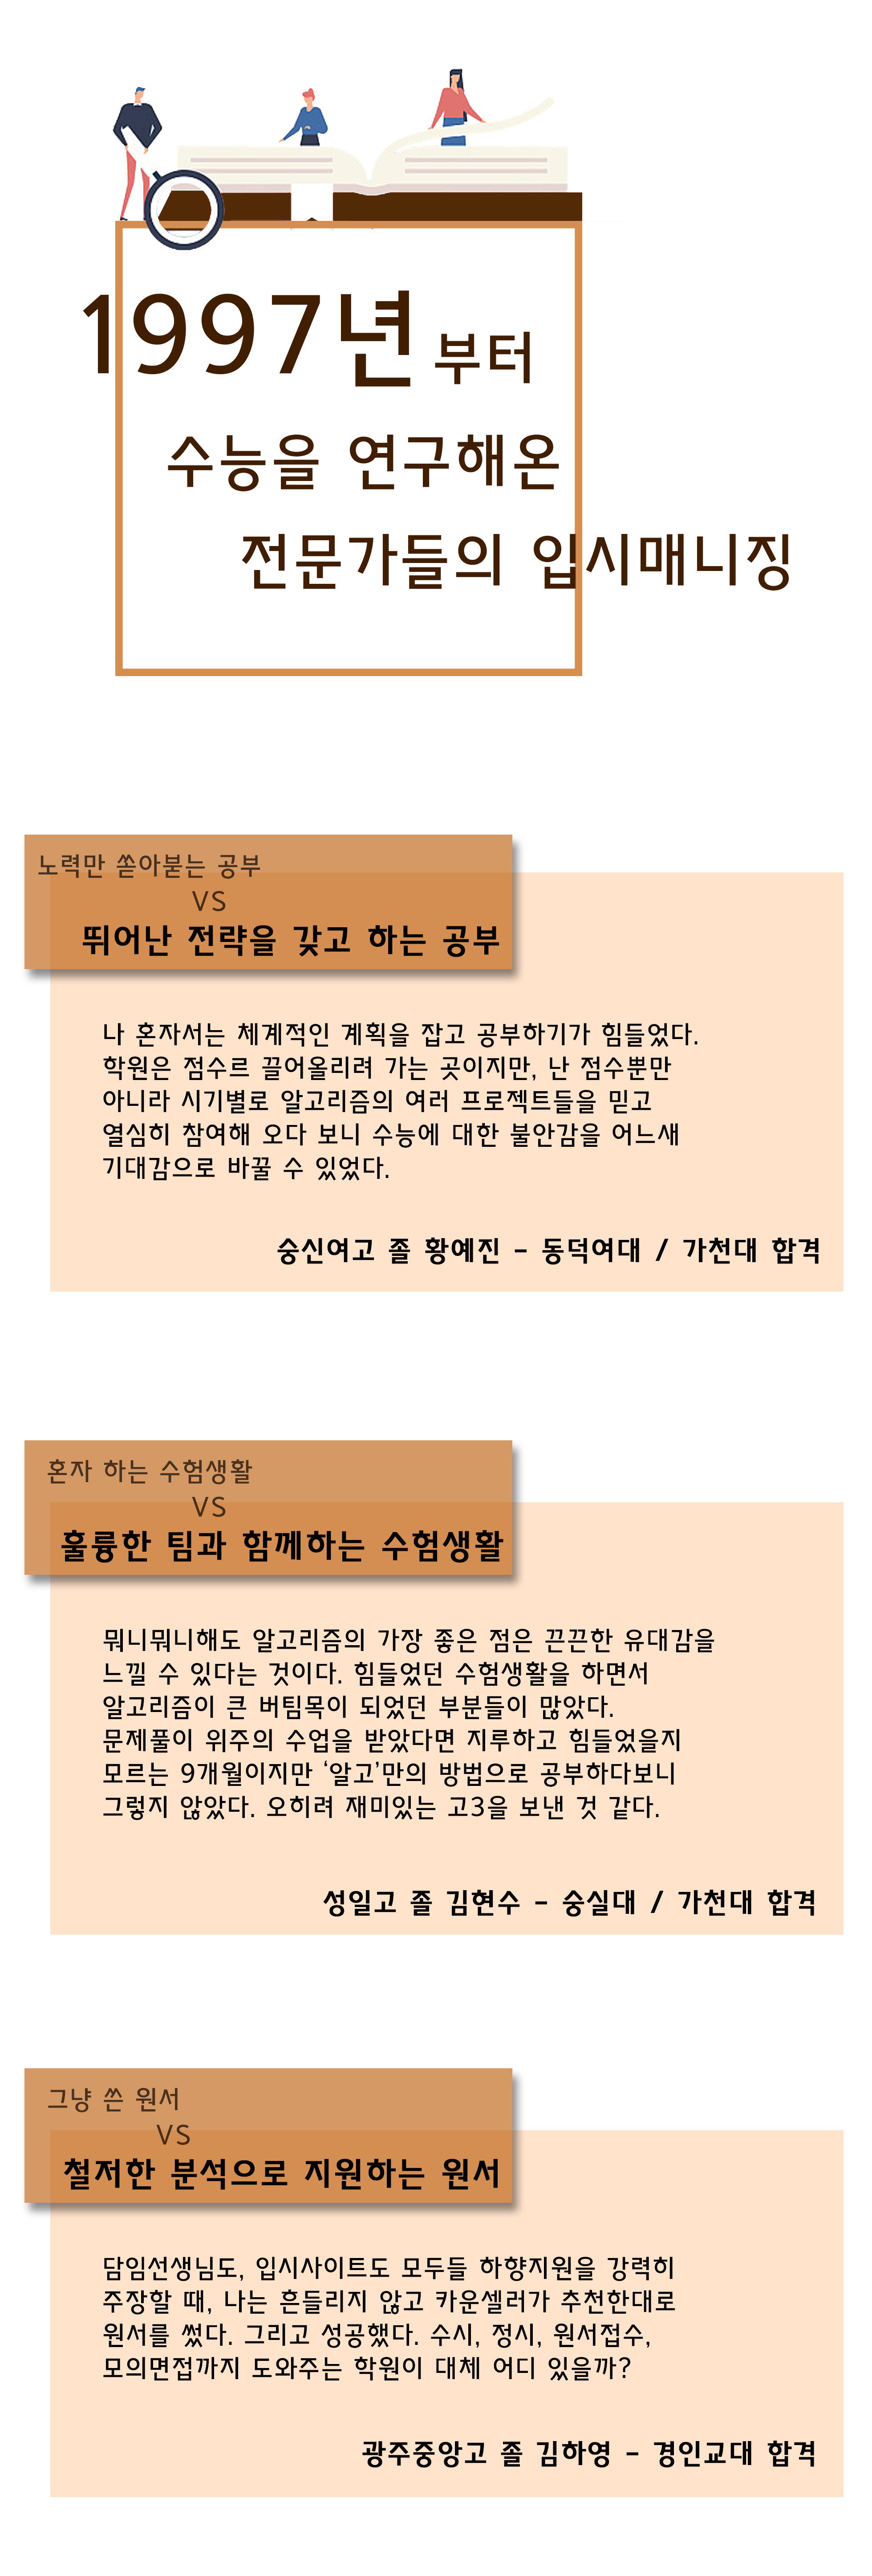 1997년 부터
수능을 연구해온
전문가들의 입시매니징
노력만 쏟아붇는 공부
VS
뛰어난 전략을 갖고 하는 공부
나 혼자서는 체계적인 계획을 잡고 공부하기가 힘들었다.
학원은 점수르 끌어올리려 가는 곳이지만, 난 점수뿐만
아니라 시기별로 알고리즘의 여러 프로젝트들을 믿고
열심히 참여해 오다 보니 수능에 대한 불안감을 어느새
기대감으로 바꿀 수 있었다.
숭신여고 졸 황예진 – 동덕여대 / 가천대 합격
혼자 하는 수험생활
VS
훌륭한 팀과 함께하는 수험생활
뭐니뭐니해도 알고리즘의 가장 좋은 점은 끈끈한 유대감을
느낄 수 있다는 것이다. 힘들었던 수험생활을 하면서
알고리즘이 큰 버팀목이 되었던 부분들이 많았다.
문제풀이 위주의 수업을 받았다면 지루하고 힘들었을지
모르는 9개월이지만 ‘알고’만의 방법으로 공부하다보니
그렇지 않았다. 오히려 재미있는 고3을 보낸 것 같다.
성일고 졸 김현수 – 숭실대 / 가천대 합격
그냥 쓴 원서
VS
철저한 분석으로 지원하는 원서
담임선생님도, 입시사이트도 모두들 하향지원을 강력히
주장할 때, 나는 흔들리지 않고 카운셀러가 추천한대로
원서를 썼다. 그리고 성공했다. 수시, 정시, 원서접수,
모의면접까지 도와주는 학원이 대체 어디 있을까?
광주중앙고 졸 김하영 – 경인교대 합격